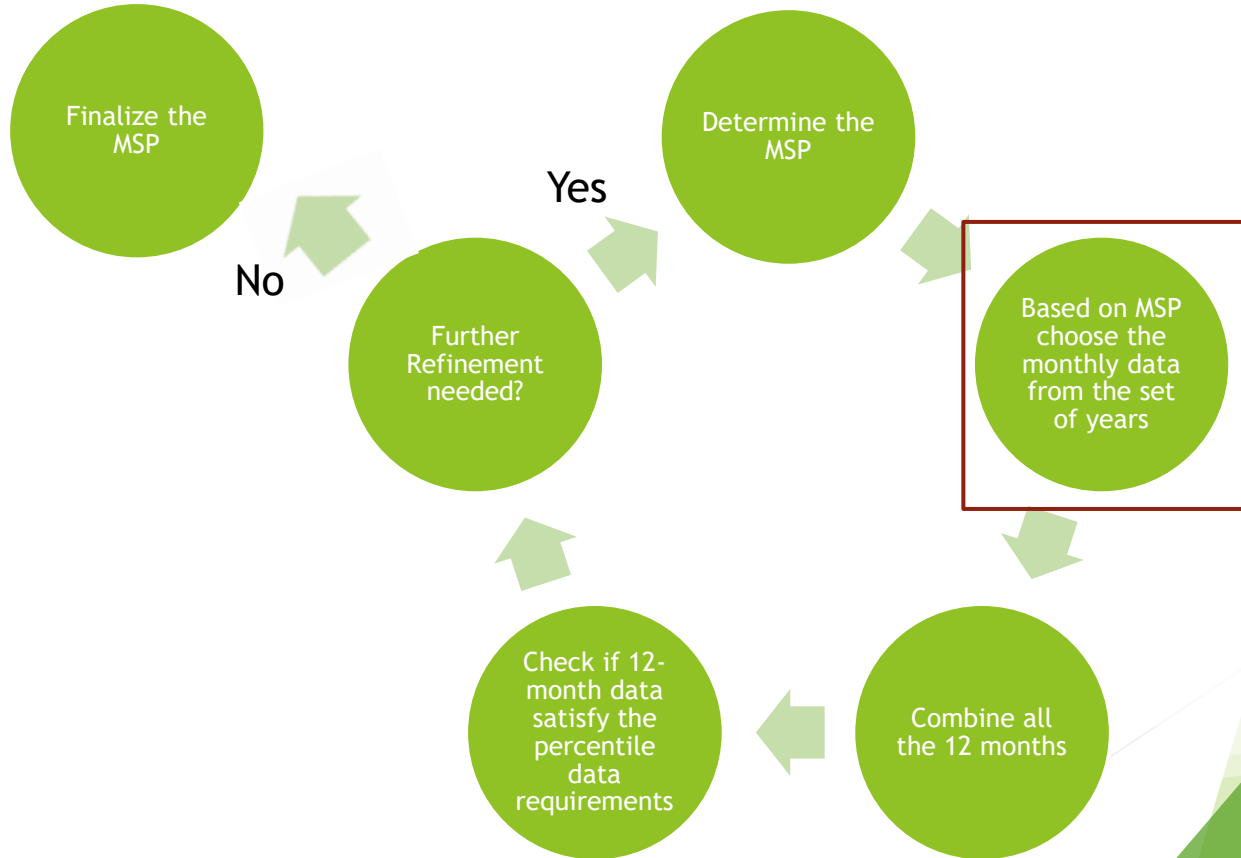 Finalize the
MSP
Determine the
MSP
Yes
No
Further
Refinement
needed?
Based on MSP
choose the
monthly data
from the set
of years
Check if 12-
month data
satisfy the
percentile
data
requirements
Combine all
the 12 months